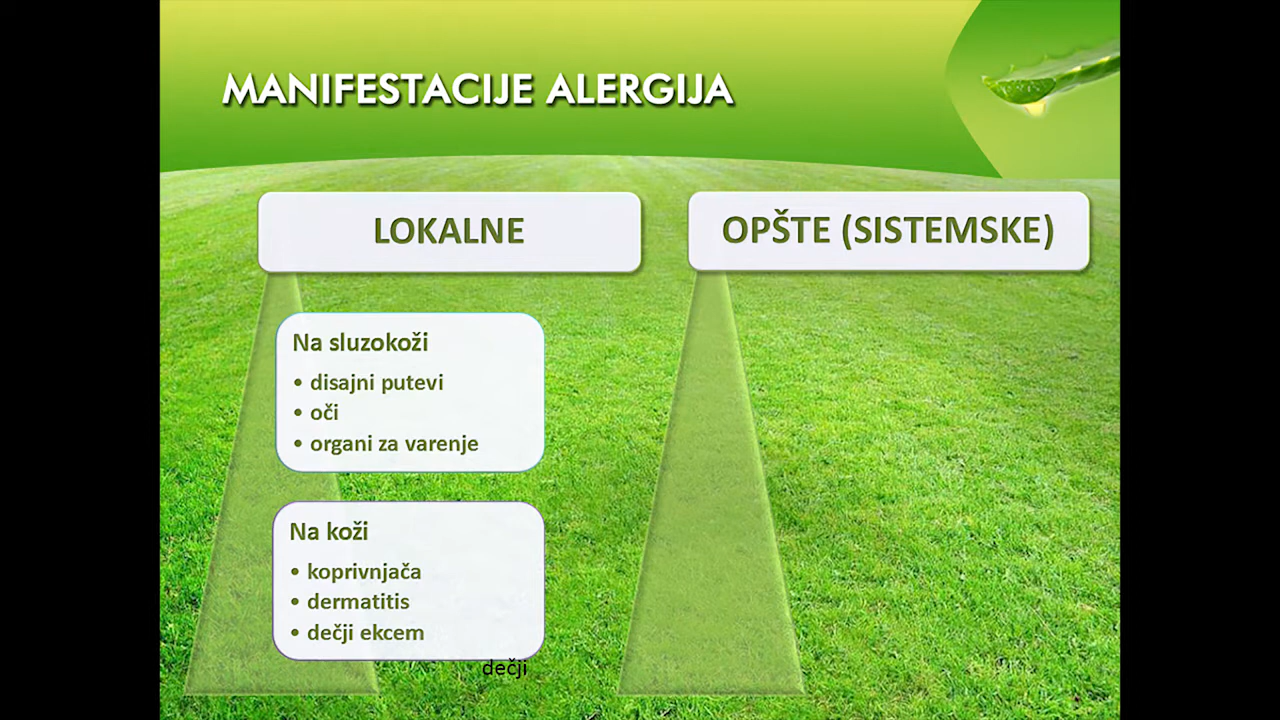 MANIFESTACIJE ALERGIJA
LOKALNE
Na sluzokoži
• disajni putevi
• oči
• organi za varenje
Na koži
• koprivnjača
• dermatitis
• dečji ekcem
dečji
OPŠTE (SISTEMSKE)